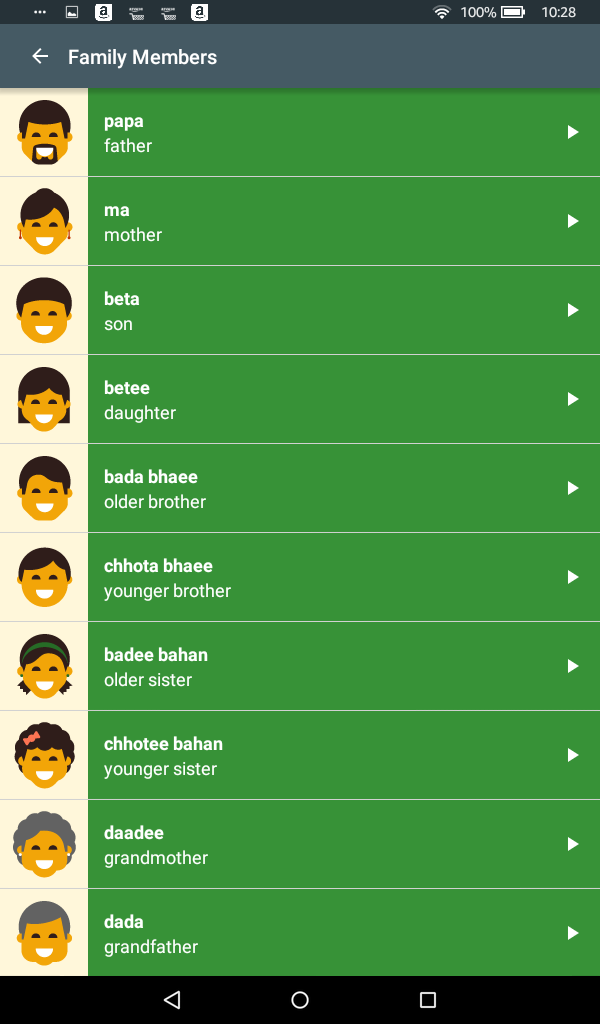 100% 10:28
Family Members
papa
father
ma
mother
beta
son
betee
daughter
bada bhaee
older brother
chhota bhaee
younger brother
badee bahan
older sister
chhotee bahan
younger sister
daadee
grandmother
dada
grandfather